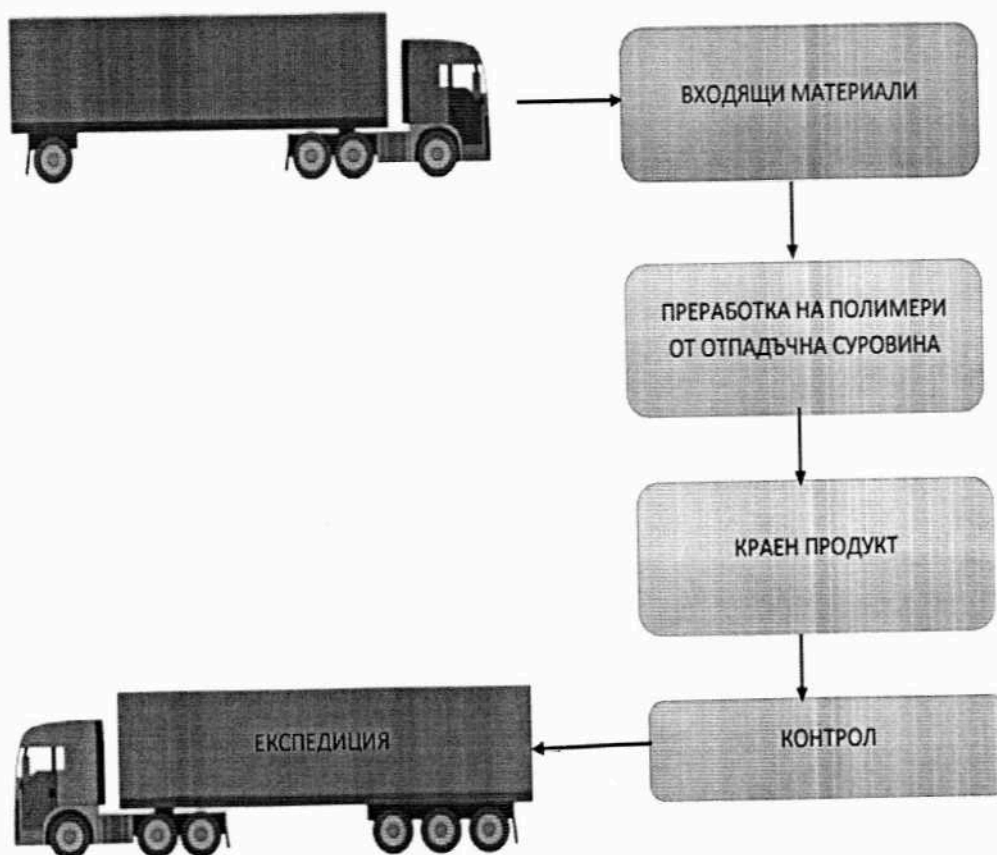 ВХОДЯЩИ МАТЕРИАЛИ
ПРЕРАБОТКА НА ПОЛИМЕРИ
ОТ ОТПАДЪЧНА СУРОВИНА
КРАЕН ПРОДУКТ
КОНТРОЛ
ЕКСПЕДИЦИЯ